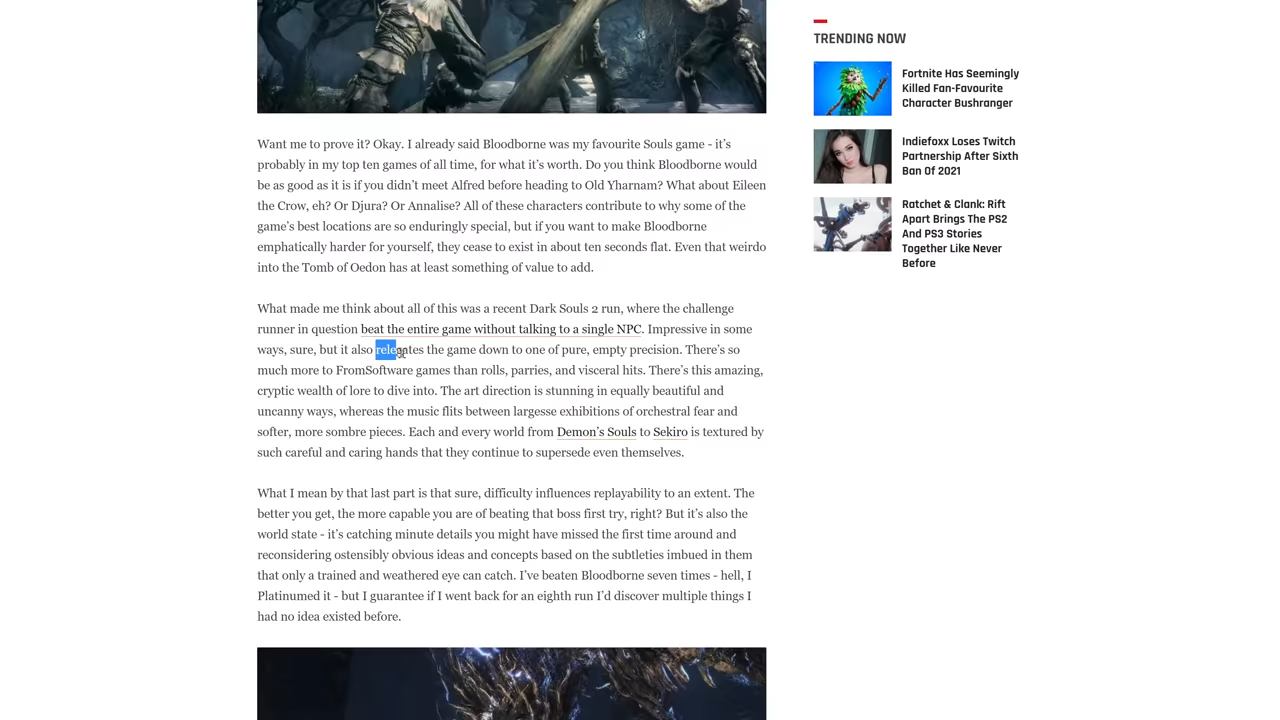 TRENDING NOW
Fortnite Has Seemingly
Killed Fan-Favourite
Character Bushranger
Indiefoxx Loses Twitch
Partnership After Sixth
Ban Of 2021
Ratchet & Clank: Rift
Apart Brings The PS2
And PS3 Stories
Together Like Never
Before
Want me to prove it? Okay. I already said Bloodborne was my favourite Souls game - it's
probably in my top ten games of all time, for what it's worth. Do you think Bloodborne would
be as good as it is if you didn't meet Alfred before heading to Old Yharnam? What about Eileen
the Crow, eh? Or Djura? Or Annalise? All of these characters contribute to why some of the
game's best locations are so enduringly special, but if you want to make Bloodborne
emphatically harder for yourself, they cease to exist in about ten seconds flat. Even that weirdo
into the Tomb of Oedon has at least something of value to add.
What made me think about all of this was a recent Dark Souls 2 run, where the challenge
runner in question beat the entire game without talking to a single NPC. Impressive in some
ways, sure, but it also relegates the game down to one of pure, empty precision. There's so
much more to FromSoftware games than rolls, parries, and visceral hits. There's this amazing,
cryptic wealth of lore to dive into. The art direction is stunning in equally beautiful and
uncanny ways, whereas the music flits between largesse exhibitions of orchestral fear and
softer, more sombre pieces. Each and every world from Demon's Souls to Sekiro is textured by
such careful and caring hands that they continue to supersede even themselves.
What I mean by that last part is that sure, difficulty influences replayability to an extent. The
better you get, the more capable you are of beating that boss first try, right? But it's also the
world state - it's catching minute details you might have missed the first time around and
reconsidering ostensibly obvious ideas and concepts based on the subtleties imbued in them
that only a trained and weathered eye can catch. I've beaten Bloodborne seven times - hell, I
Platinumed it - but I guarantee if I went back for an eighth run I'd discover multiple things I
had no idea existed before.